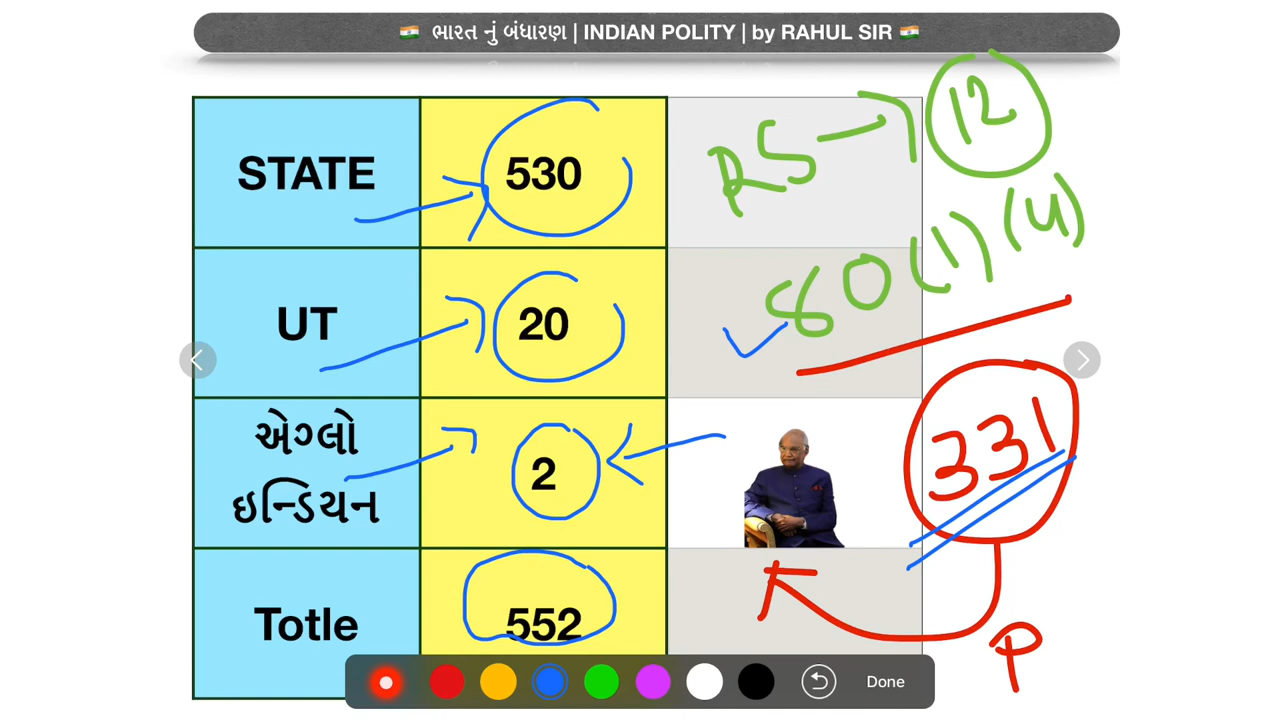 🇮🇳 ભારત નું બંધારણ | INDIAN POLITY | by RAHUL SIR 🇮🇳
STATE
530
RS → 12
80 (1) (4)
UT
20
એંગ્લો
ઇન્ડિયન
2
331
Totle
552
P
Done